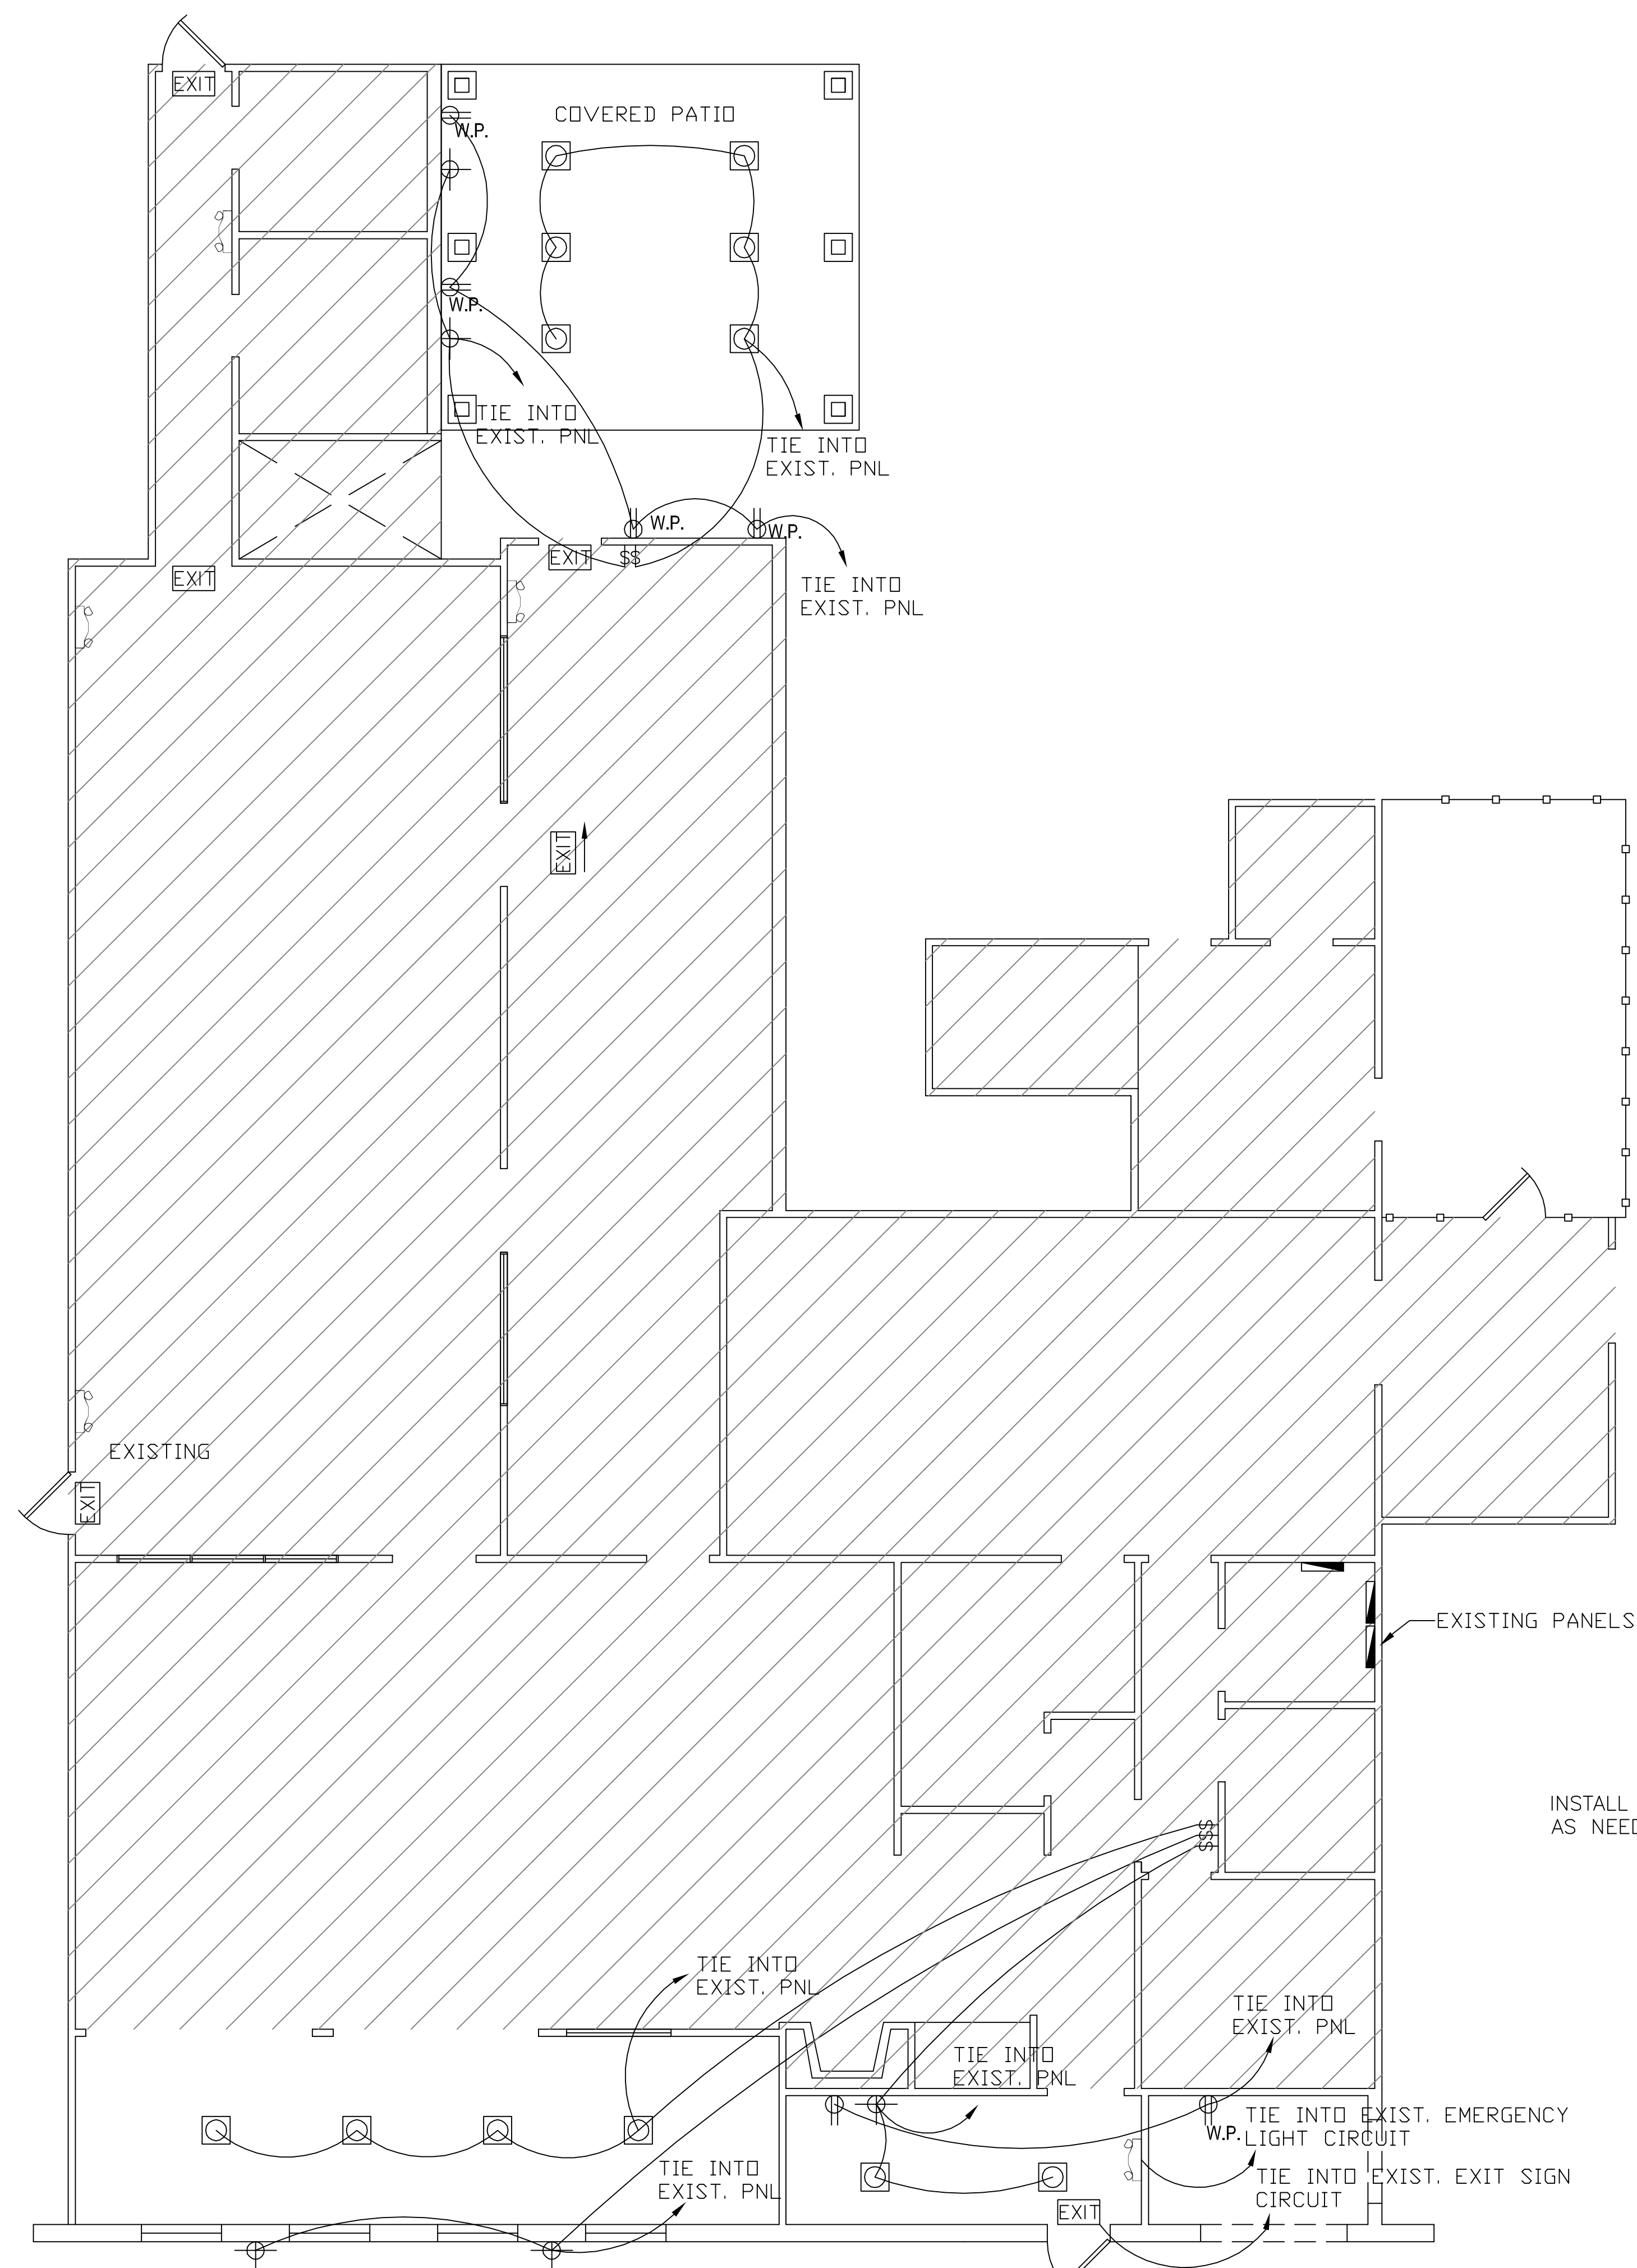 EXIT
COVERED PATIO
W.P.
W.P.
TIE INTO
EXIST. PNL
TIE INTO
EXIST. PNL
W.P.
W.P.
EXIT
$$
EXIT
TIE INTO
EXIST. PNL
EXIT
EXISTING
EXIT
EXISTING PANELS
INSTALL
AS NEED
$$$
TIE INTO
EXIST. PNL
TIE INTO
EXIST. PNL
TIE INTO
EXIST. PNL
W.P.
TIE INTO EXIST. EMERGENCY
LIGHT CIRCUIT
TIE INTO
EXIST. PNL
TIE INTO EXIST. EXIT SIGN
CIRCUIT
EXIT